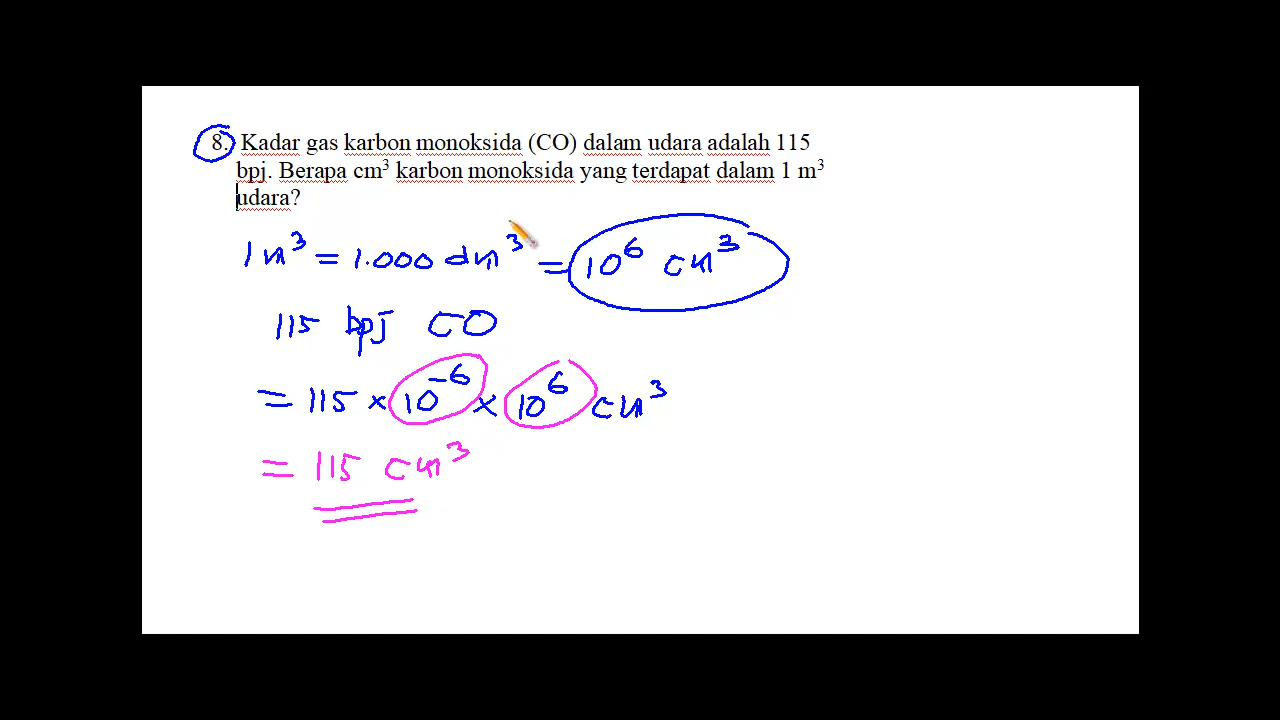 8. Kadar gas karbon monoksida (CO) dalam udara adalah 115
bpj. Berapa cm³ karbon monoksida yang terdapat dalam 1 m³
udara?
1 m³ = 1.000 dm³ = 10⁶ cm³
115 bpj CO
= 115 × 10⁻⁶ × 10⁶ cm³
= 115 cm³